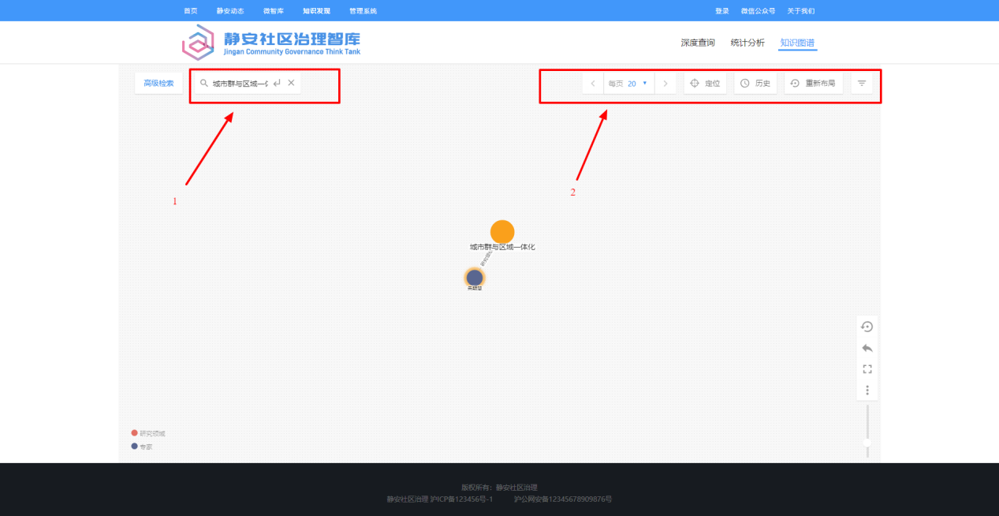 首页 静安动态 微智库 知识发现 管理系统 登录 微信公众号 关于我们
静安社区治理智库
Jingan Community Governance Think Tank
深度查询 统计分析 知识图谱
高级检索 城市群与区域一 每页 20 定位 历史 重新布局
1
2
城市群与区域一体化
研究领域
专家
版权所有：静安社区治理
静安社区治理 沪ICP备123456号-1 沪公网安备12345678909876号